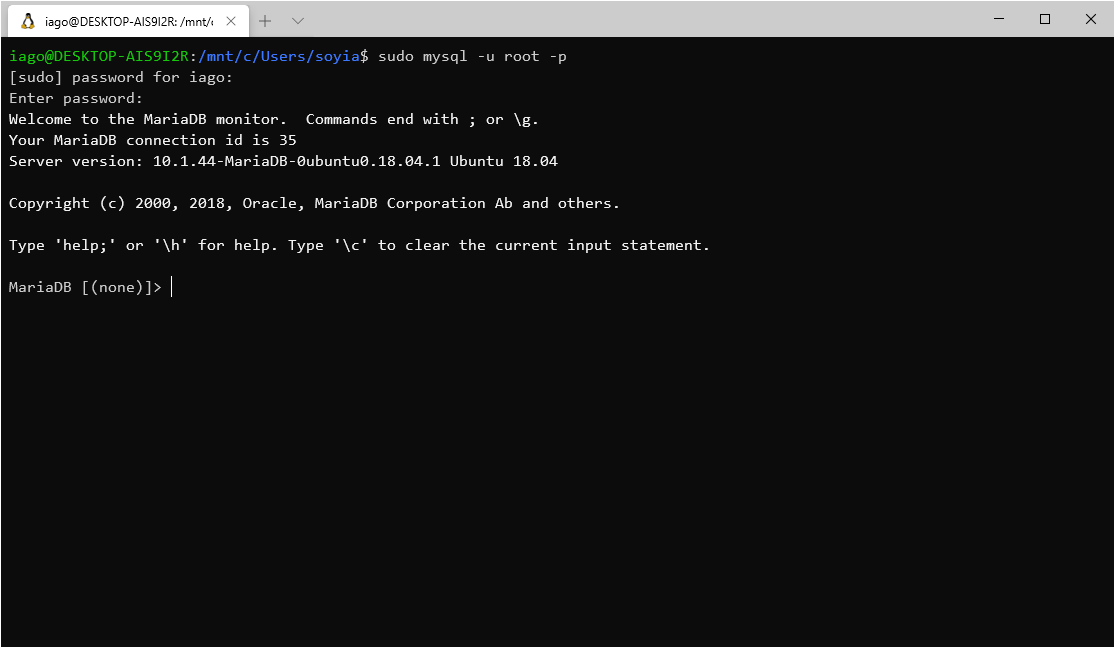 iago@DESKTOP-AIS9I2R: /mnt/c
iago@DESKTOP-AIS9I2R:/mnt/c/Users/soyia$ sudo mysql -u root -p
[sudo] password for iago:
Enter password:
Welcome to the MariaDB monitor.  Commands end with ; or \g.
Your MariaDB connection id is 35
Server version: 10.1.44-MariaDB-0ubuntu0.18.04.1 Ubuntu 18.04
Copyright (c) 2000, 2018, Oracle, MariaDB Corporation Ab and others.
Type 'help;' or '\h' for help. Type '\c' to clear the current input statement.
MariaDB [(none)]>